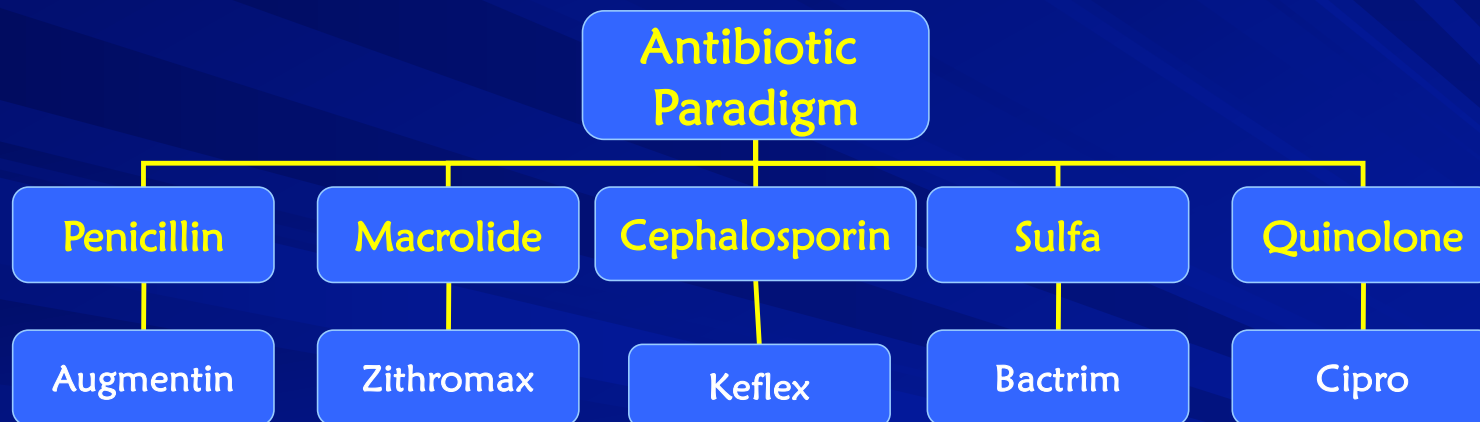 Antibiotic
Paradigm
Penicillin
Macrolide
Cephalosporin
Sulfa
Quinolone
Augmentin
Zithromax
Keflex
Bactrim
Cipro